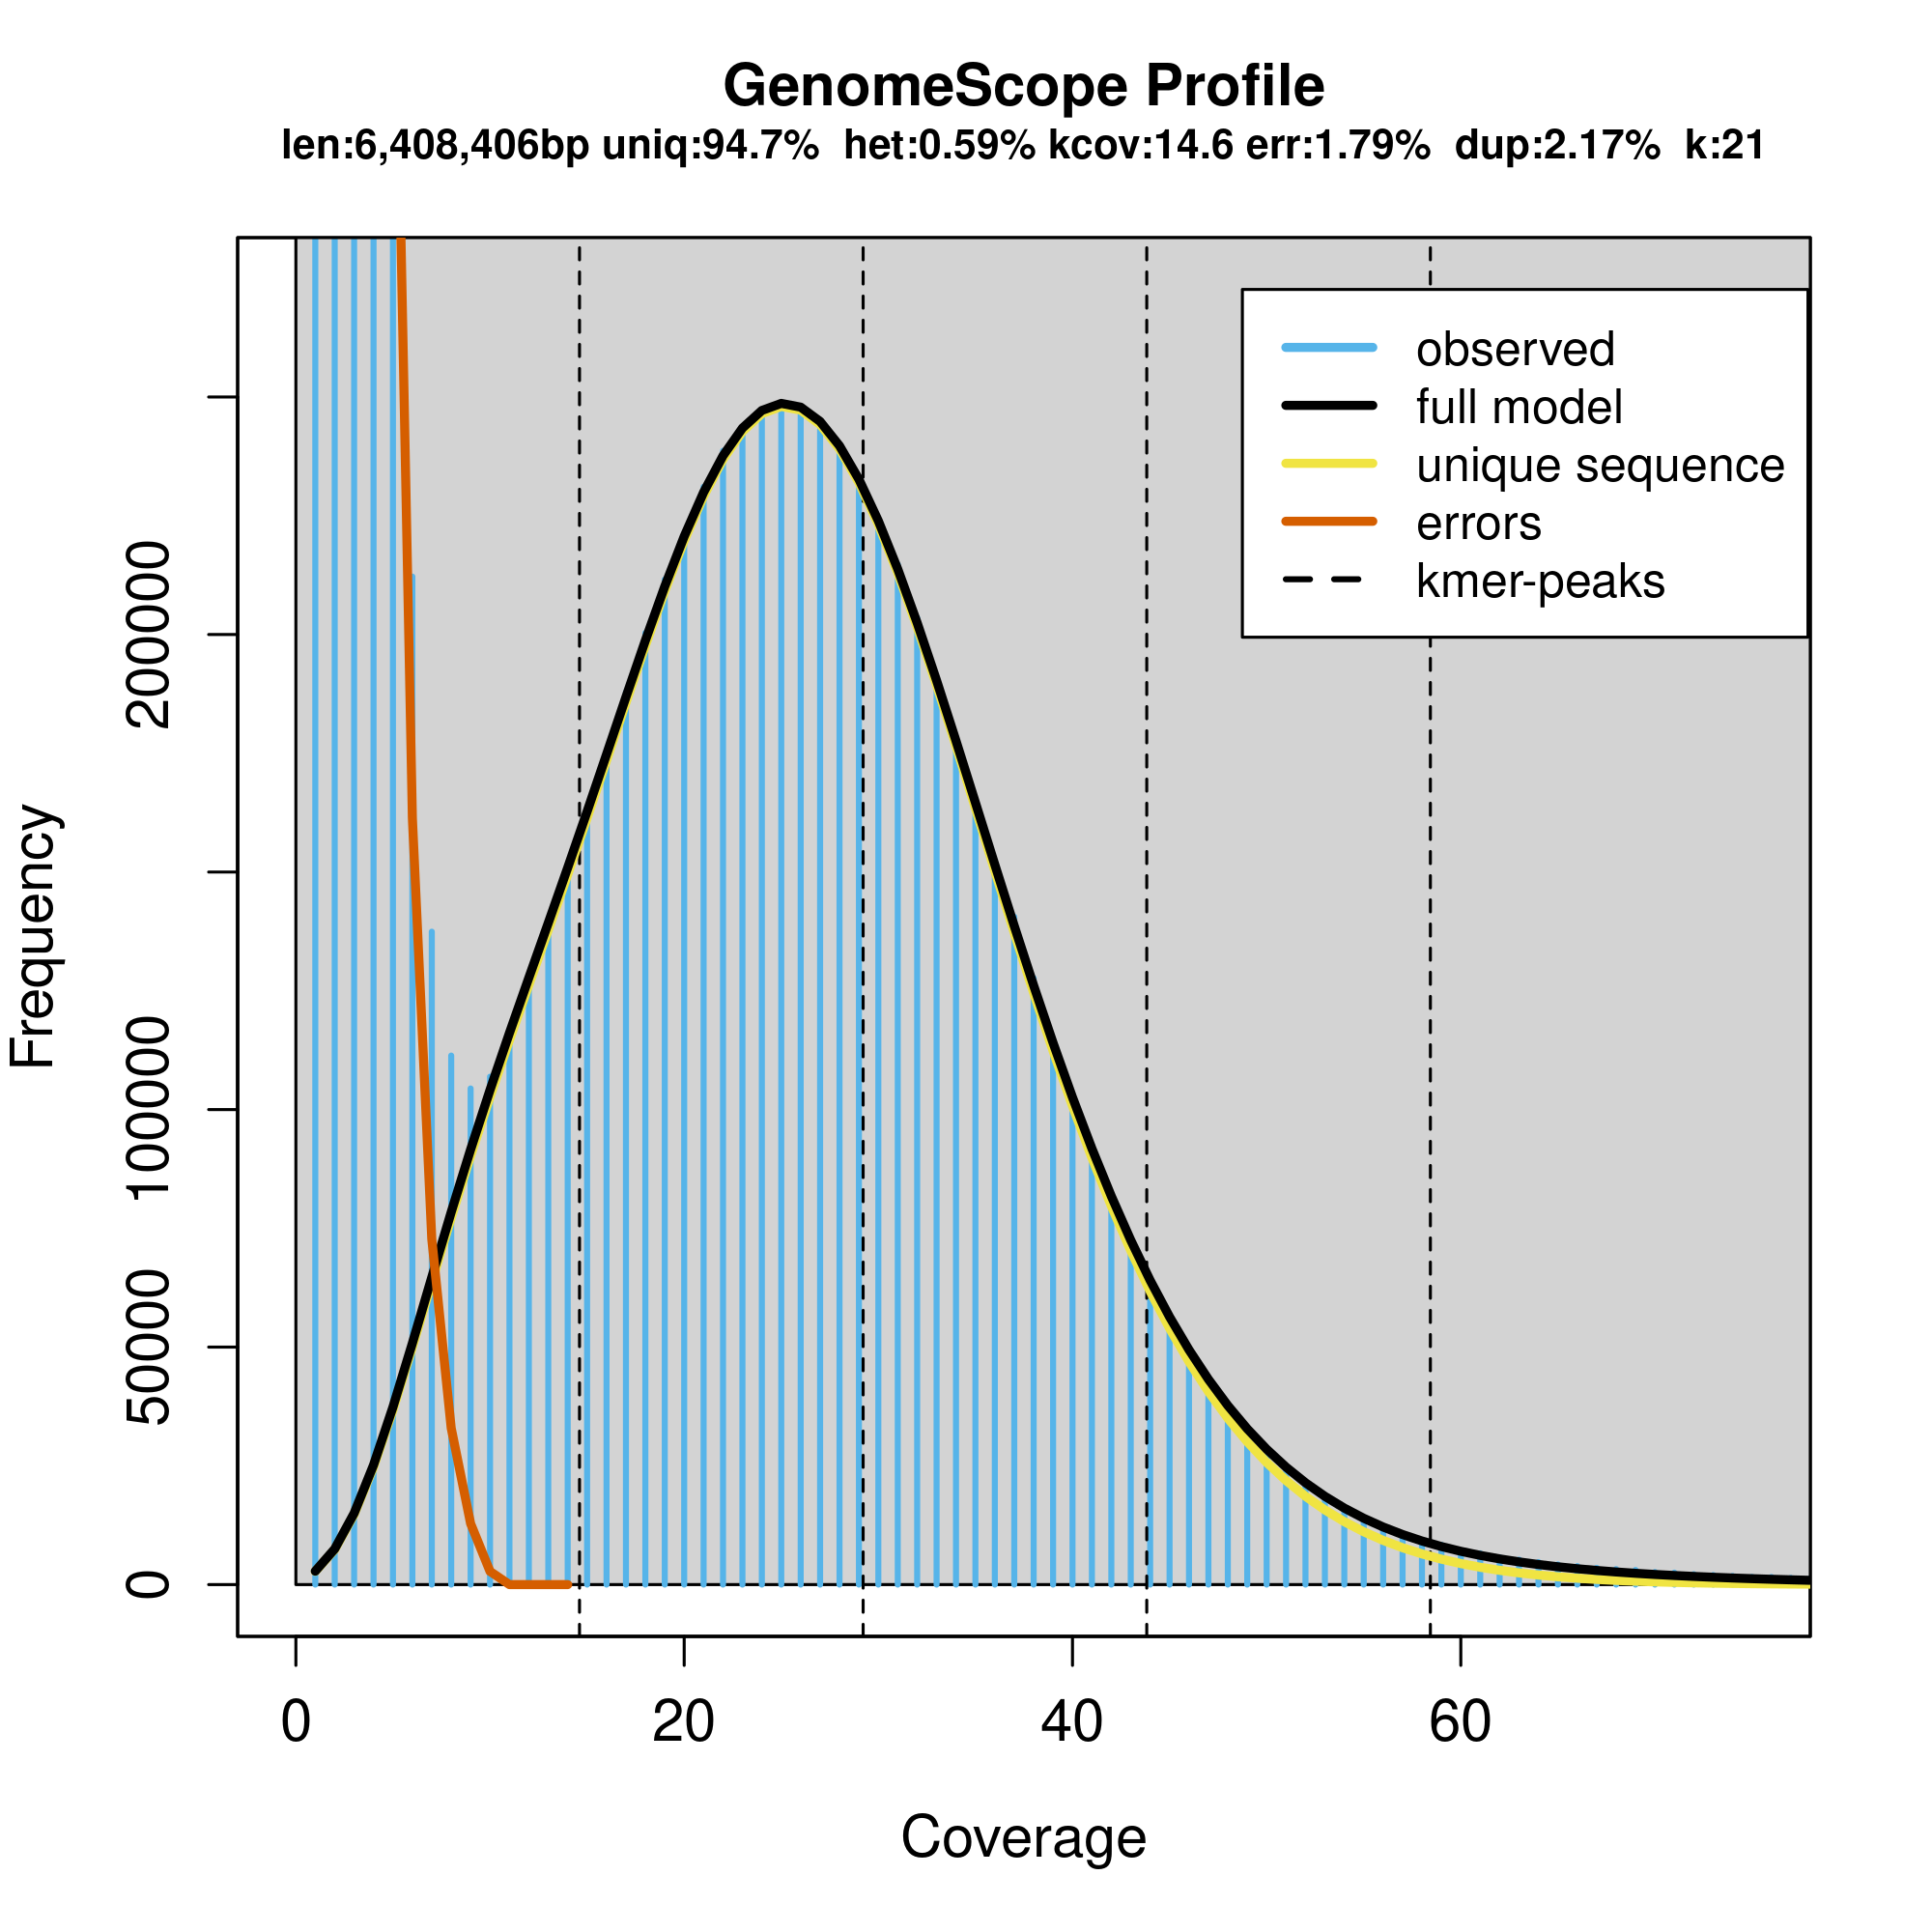 GenomeScope Profile
len:6,408,406bp uniq:94.7% het:0.59% kcov:14.6 err:1.79% dup:2.17% k:21
observed
full model
unique sequence
errors
kmer-peaks
Frequency
200000
100000
50000
0
0 20 40 60
Coverage